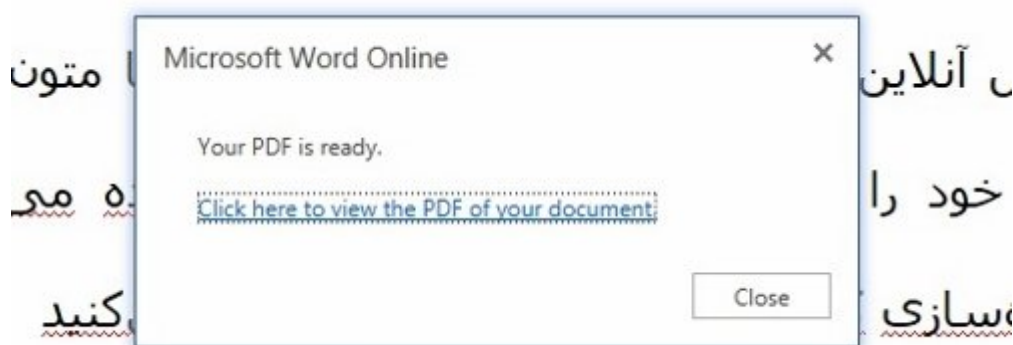 Microsoft Word Online
Your PDF is ready.
Click here to view the PDF of your document.
Close
آنلاین
متون
خود را
می
کنید